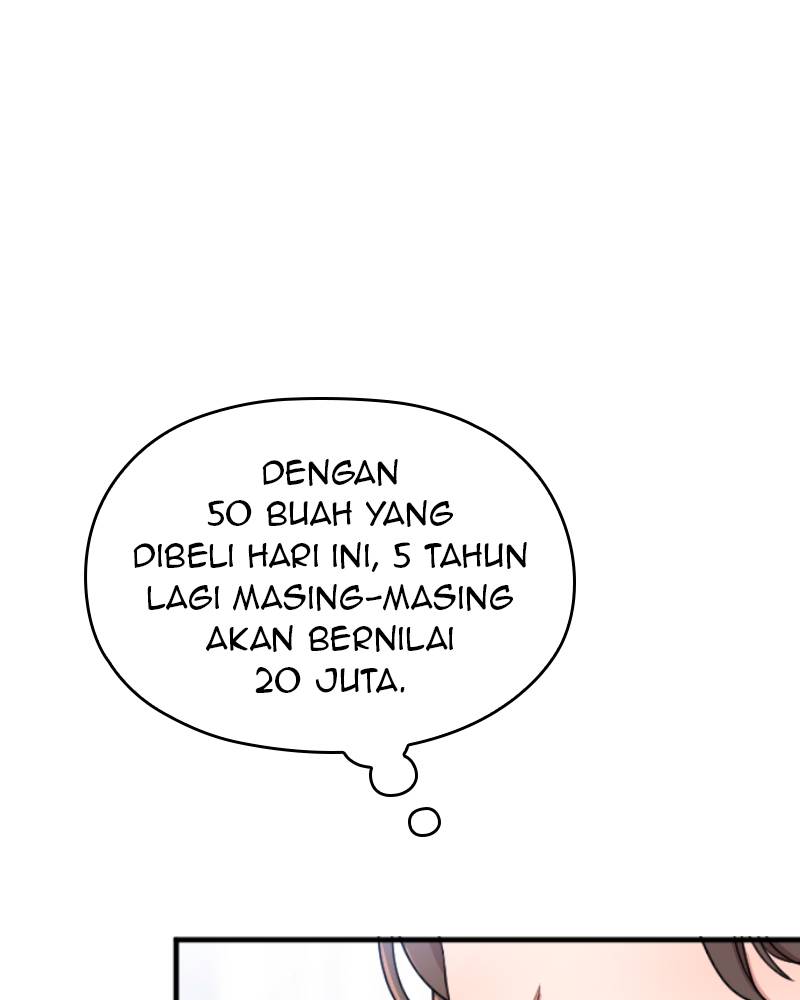 DENGAN
50 BUAH YANG
DIBELI HARI INI, 5 TAHUN
LAGI MASING-MASING
AKAN BERNILAI
20 JUTA.